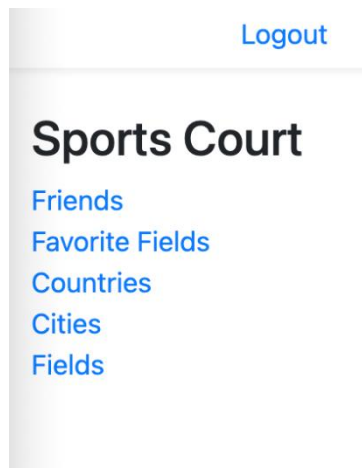 Logout
Sports Court
Friends
Favorite Fields
Countries
Cities
Fields